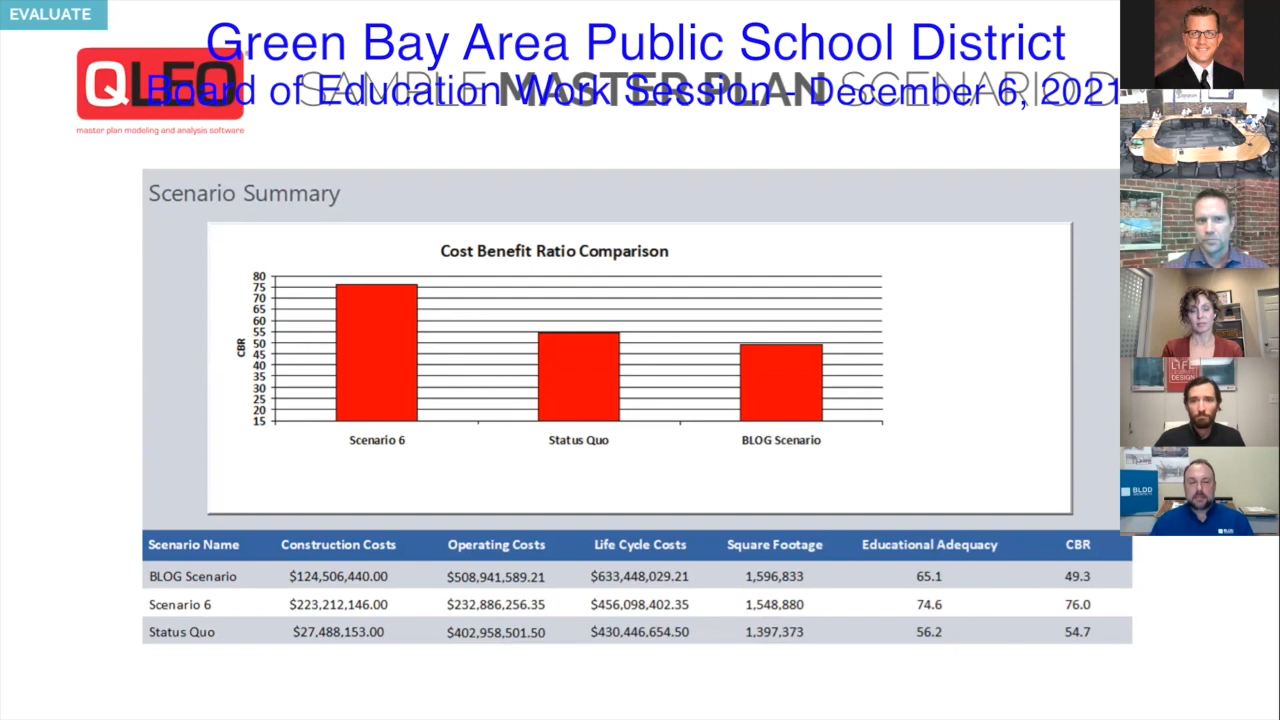 EVALUATE
Green Bay Area Public School District
QLEO
SAMPLE MASTER PLAN SCENARIO D
Board of Education Work Session - December 6, 2021
master plan modeling and analysis software
Scenario Summary
Cost Benefit Ratio Comparison
80
75
70
65
60
55
50
45
40
35
30
25
20
15
CBR
Scenario 6 Status Quo BLOG Scenario
Scenario Name Construction Costs Operating Costs Life Cycle Costs Square Footage Educational Adequacy CBR
BLOG Scenario $124,506,440.00 $508,941,589.21 $633,448,029.21 1,596,833 65.1 49.3
Scenario 6 $223,212,146.00 $232,886,256.35 $456,098,402.35 1,548,880 74.6 76.0
Status Quo $27,488,153.00 $402,958,501.50 $430,446,654.50 1,397,373 56.2 54.7
LIFE
DESIGN
BLDD